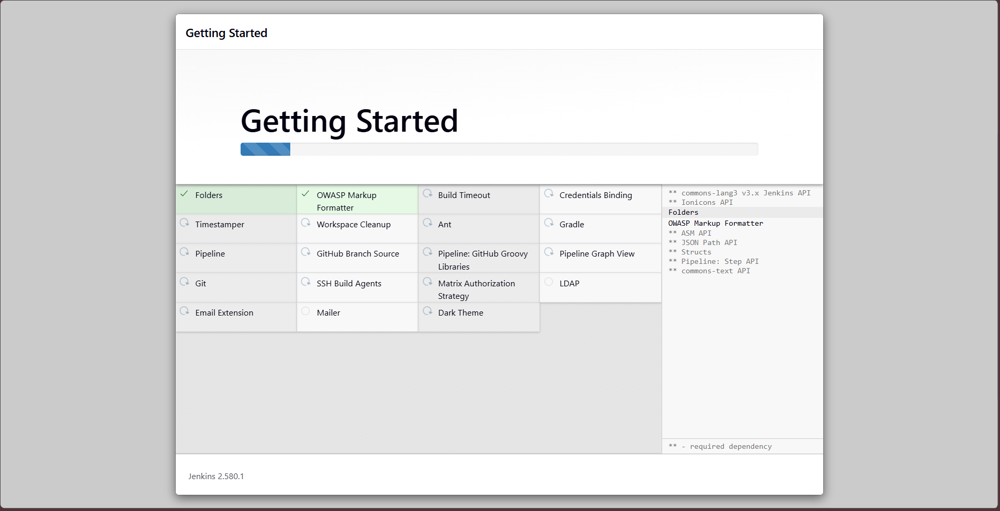 Getting Started
Getting Started
Folders
OWASP Markup
Formatter
Build Timeout
Credentials Binding
Timestamper
Workspace Cleanup
Ant
Gradle
Pipeline
GitHub Branch Source
Pipeline: GitHub Groovy
Libraries
Pipeline Graph View
Git
SSH Build Agents
Matrix Authorization
Strategy
LDAP
Email Extension
Mailer
Dark Theme
** commons-lang3 v3.x Jenkins API
** Ionicons API
Folders
OWASP Markup Formatter
** ASM API
** JSON Path API
** Structs
** Pipeline: Step API
** commons-text API
** - required dependency
Jenkins 2.580.1